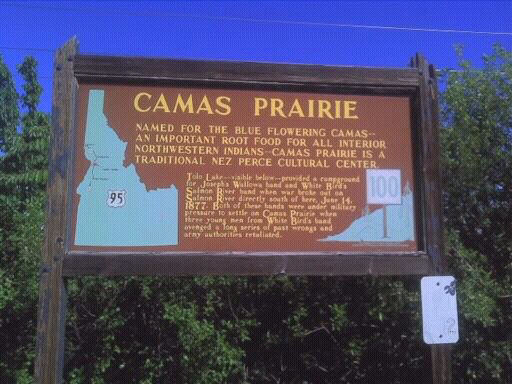 CAMAS PRAIRIE
NAMED FOR THE BLUE FLOWERING CAMAS--
AN IMPORTANT ROOT FOOD FOR ALL INTERIOR
NORTHWESTERN INDIANS--CAMAS PRAIRIE IS A
TRADITIONAL NEZ PERCE CULTURAL CENTER.
Tolo Lake--visible below--provided a campground
for Josephs Wallowa band and White Bird's
Salmon River band when war broke out on
Salmon River directly south of here, June 14,
1877. Both of these bands were under military
pressure to settle on Camas Prairie when
three young men from White Bird's band
avenged a long series of past wrongs and
army authorities retaliated.
95
100